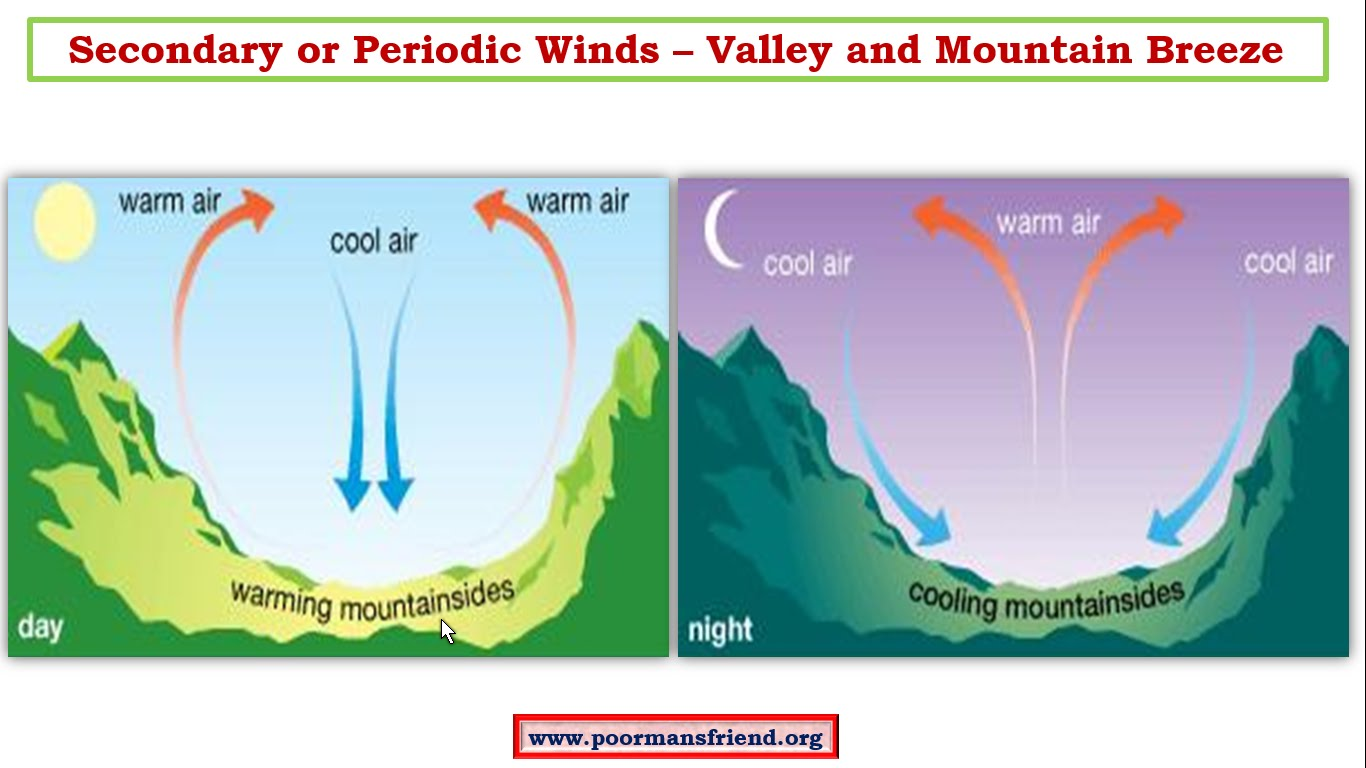 Secondary or Periodic Winds – Valley and Mountain Breeze
warm air
warm air
cool air
warming mountainsides
day
warm air
cool air
cool air
cooling mountainsides
night
www.poormansfriend.org